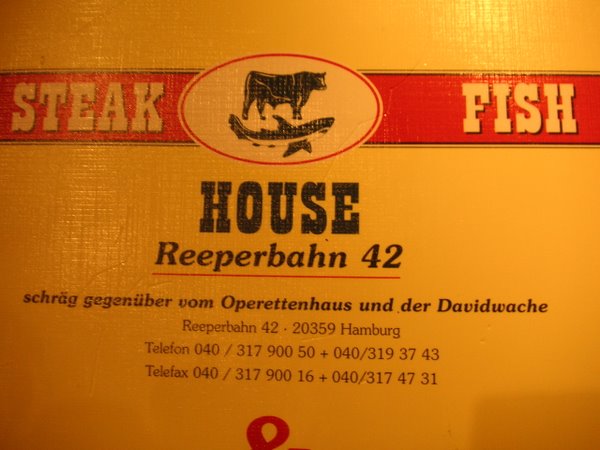 STEAK FISH
HOUSE
Reeperbahn 42
schräg gegenüber vom Operettenhaus und der Davidwache
Reeperbahn 42 · 20359 Hamburg
Telefon 040 / 317 900 50 + 040/319 37 43
Telefax 040 / 317 900 16 + 040/317 47 31
&